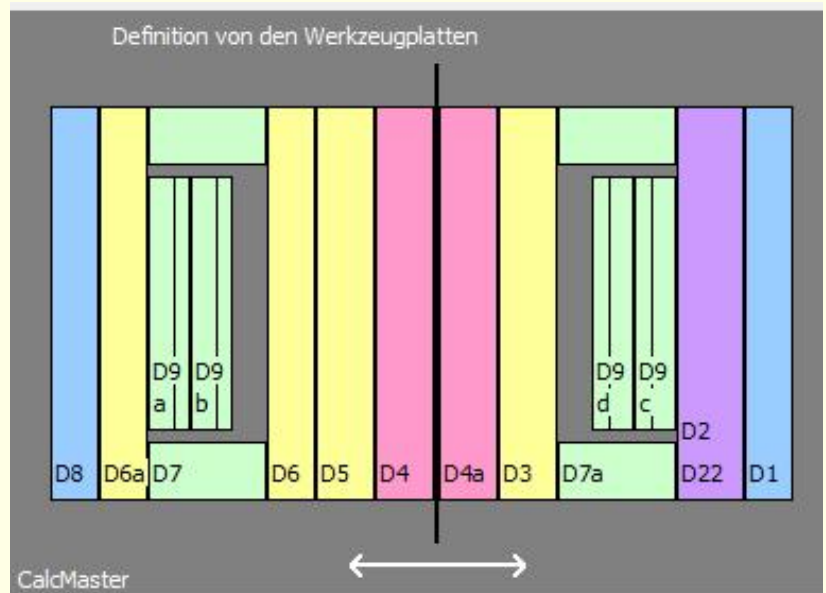 Definition von den Werkzeugplatten
D9 D9 D9 D9
a b d c
D2
D8 D6a D7 D6 D5 D4 D4a D3 D7a D22 D1
CalcMaster